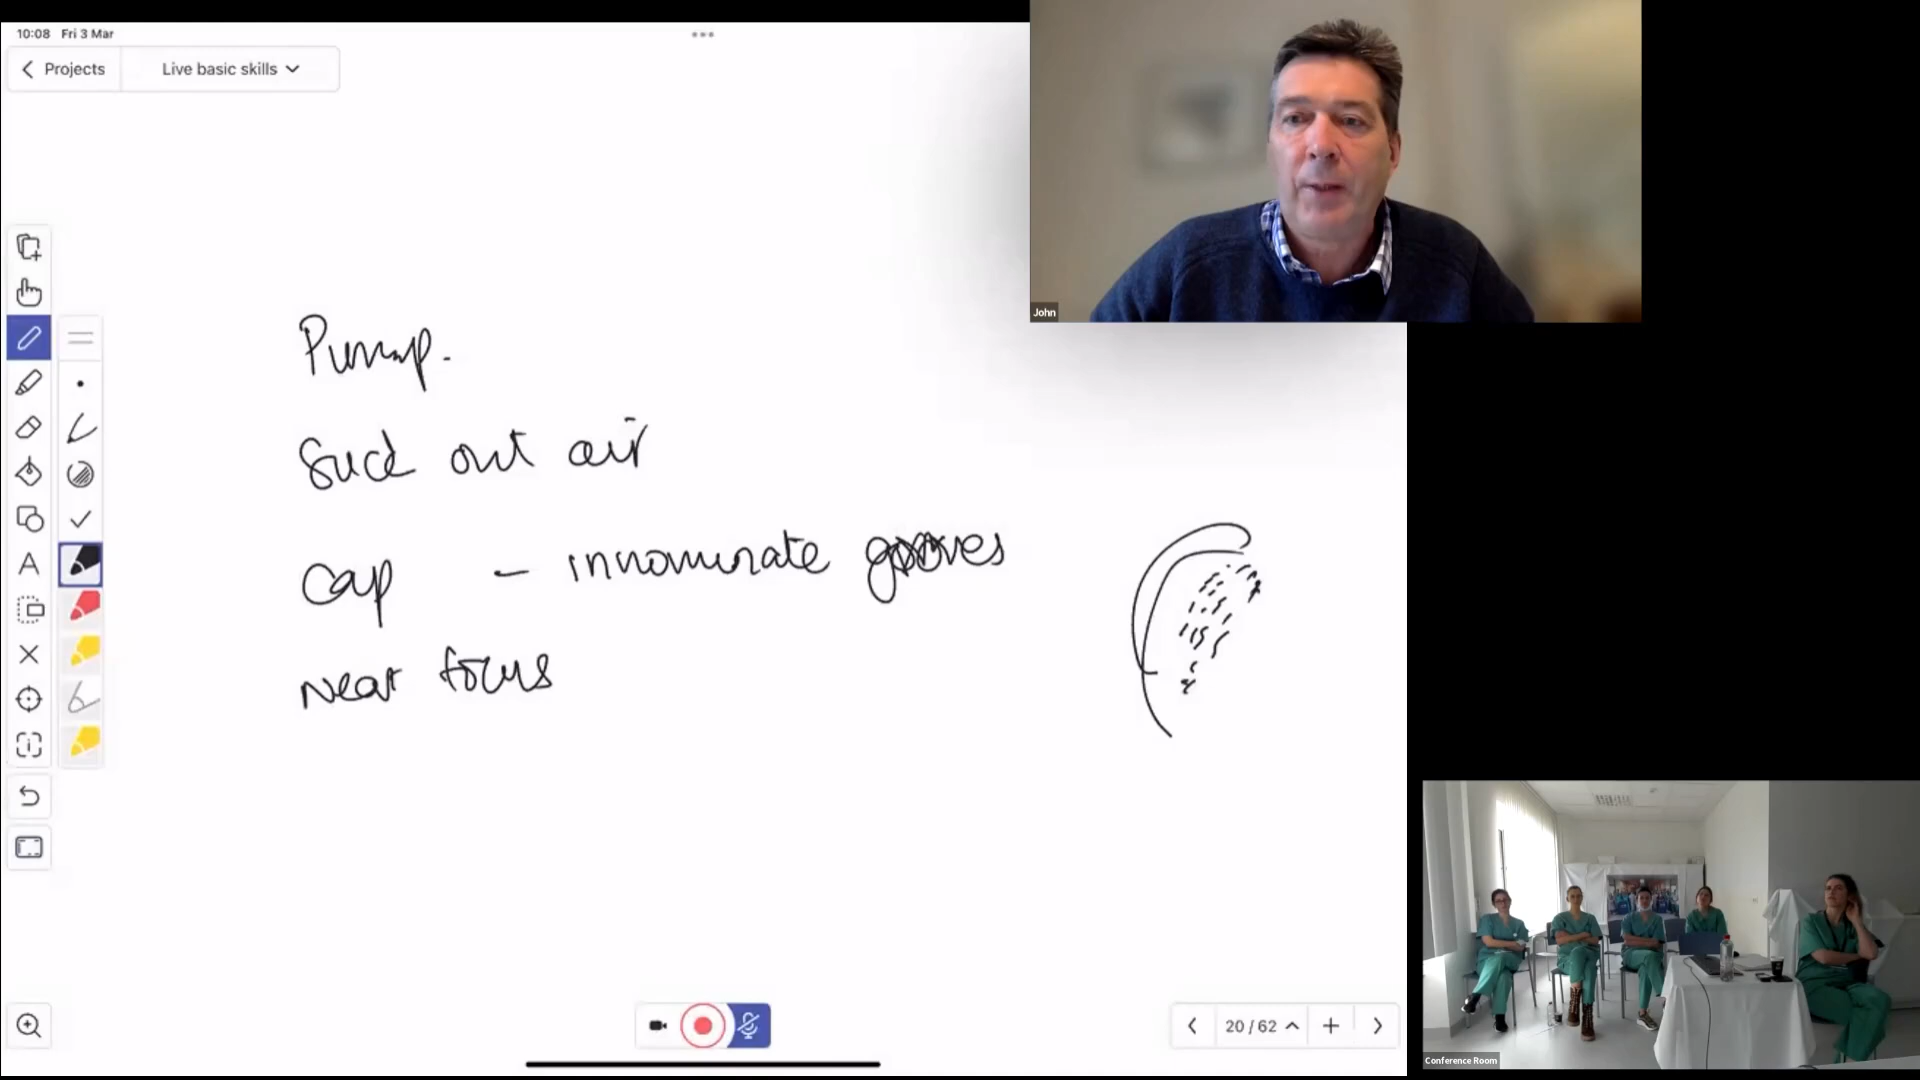 10:08 Fri 3 Mar
Projects
Live basic skills
John
Pump.
Suck out air
Cap - innominate grooves
Near focus
20/62
Conference Room